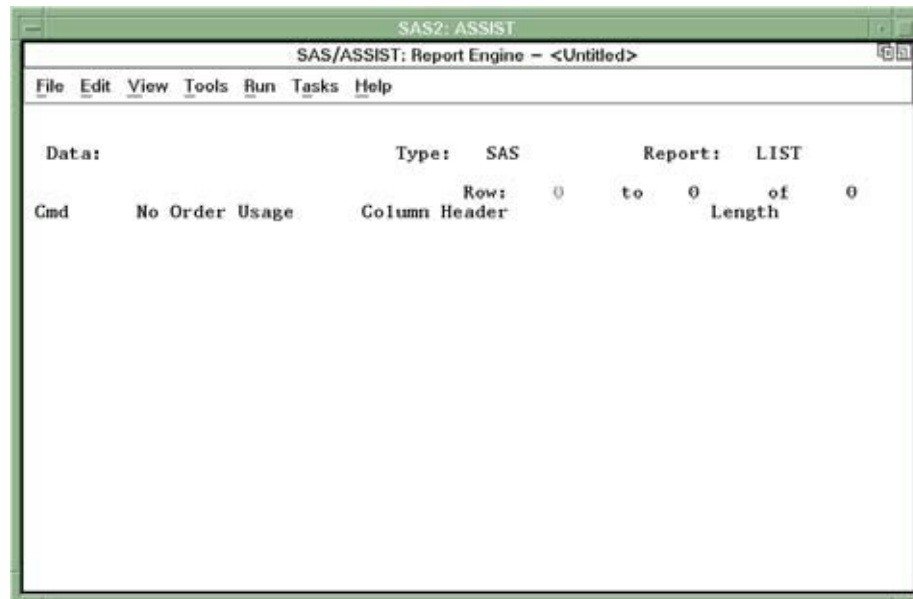 SAS2: ASSIST
SAS/ASSIST: Report Engine – <Untitled>
File Edit View Tools Run Tasks Help
Data: Type: SAS Report: LIST
Row: 0 to 0 of 0
Cmd No Order Usage Column Header Length